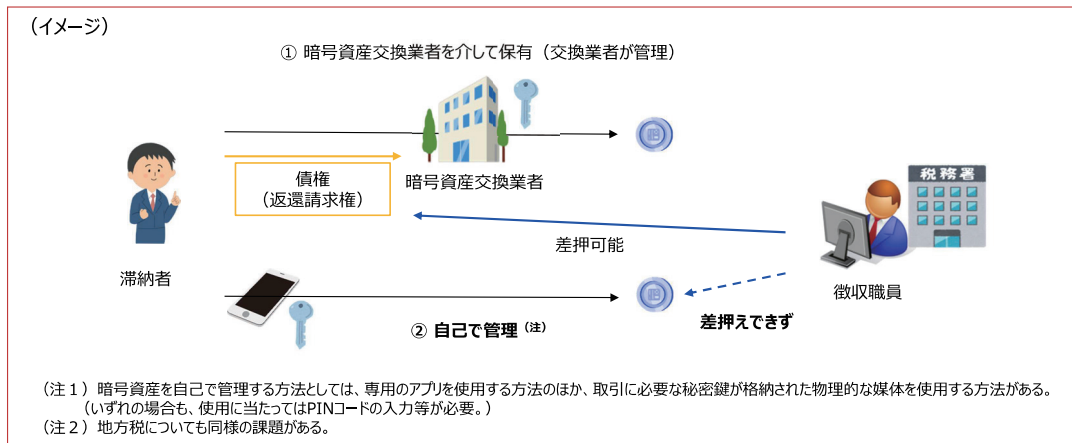 （イメージ）
① 暗号資産交換業者を介して保有（交換業者が管理）
税務署
債権
（返還請求権）
暗号資産交換業者
差押可能
滞納者
徴収職員
② 自己で管理（注）
差押えできず
（注１）暗号資産を自己で管理する方法としては、専用のアプリを使用する方法のほか、取引に必要な秘密鍵が格納された物理的な媒体を使用する方法がある。
（いずれの場合も、使用に当たってはPINコードの入力等が必要。）
（注２）地方税についても同様の課題がある。